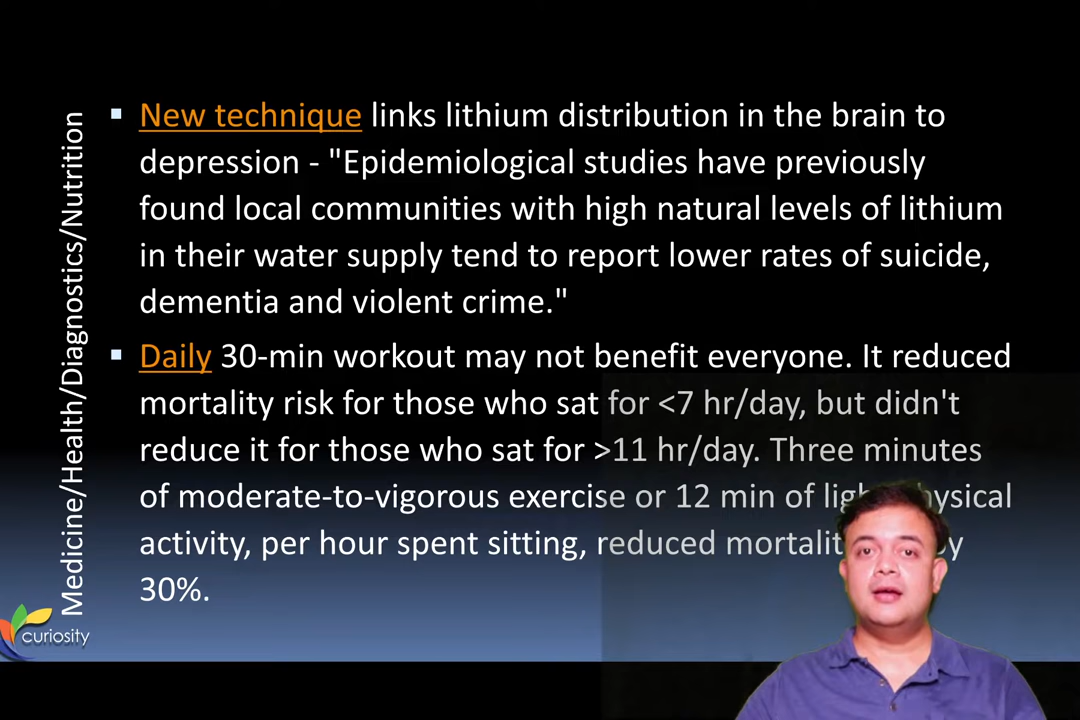 Medicine/Health/Diagnostics/Nutrition
New technique links lithium distribution in the brain to
depression - "Epidemiological studies have previously
found local communities with high natural levels of lithium
in their water supply tend to report lower rates of suicide,
dementia and violent crime."
Daily 30-min workout may not benefit everyone. It reduced
mortality risk for those who sat for <7 hr/day, but didn't
reduce it for those who sat for >11 hr/day. Three minutes
of moderate-to-vigorous exercise or 12 min of light physical
activity, per hour spent sitting, reduced mortality by
30%.
curiosity